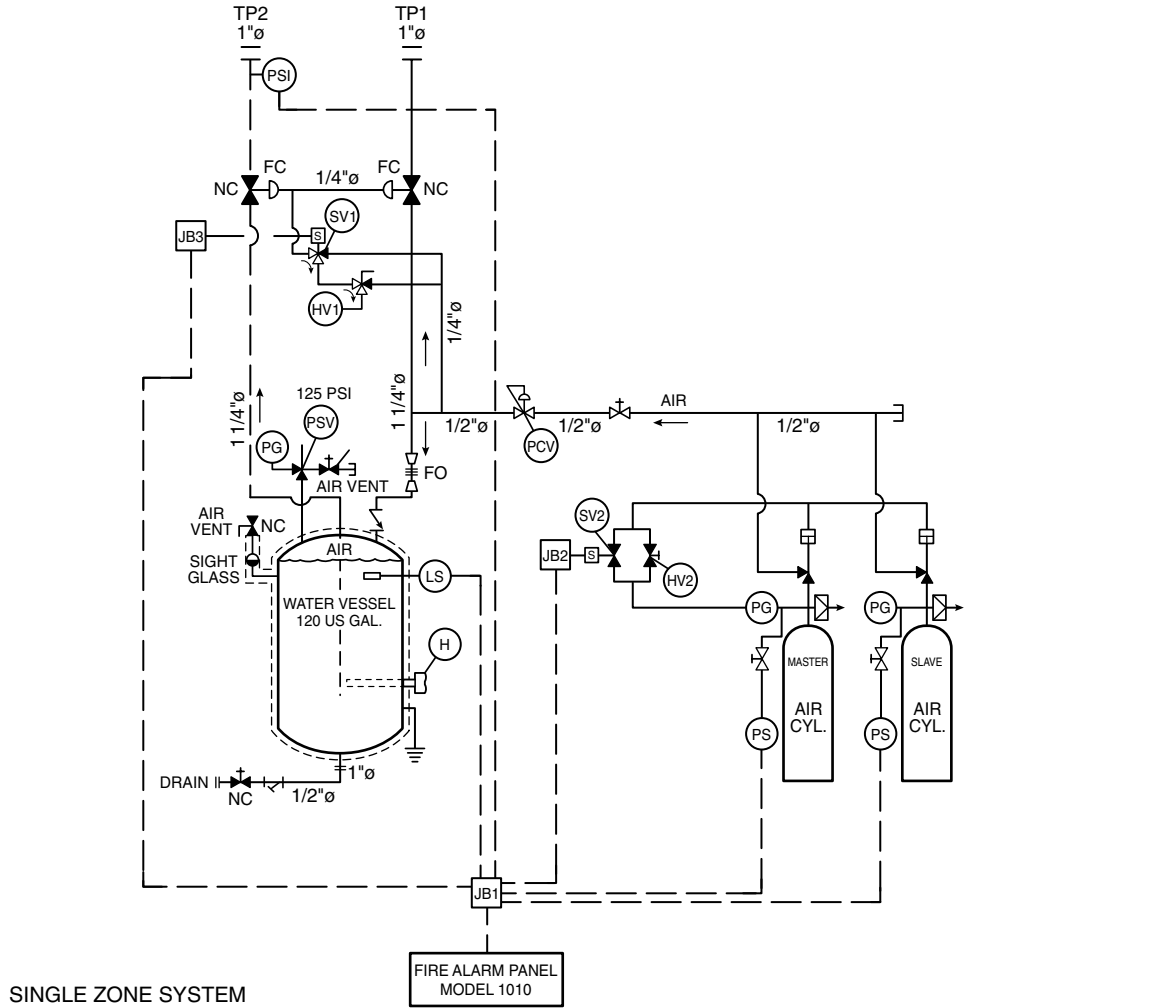 TP2
1"ø
TP1
1"ø
PSI
FC
FC
1/4"ø
NC
NC
SV1
JB3
S
HV1
1/4"ø
1 1/4"ø
1 1/4"ø
125 PSI
PSV
PG
AIR
1/2"ø
1/2"ø
1/2"ø
PCV
FO
AIR VENT
AIR
VENT
NC
SIGHT
GLASS
AIR
LS
WATER VESSEL
120 US GAL.
H
SV2
JB2
S
HV2
PG
PG
MASTER
SLAVE
AIR
CYL.
AIR
CYL.
PS
PS
DRAIN
NC
1"ø
1/2"ø
JB1
FIRE ALARM PANEL
MODEL 1010
SINGLE ZONE SYSTEM